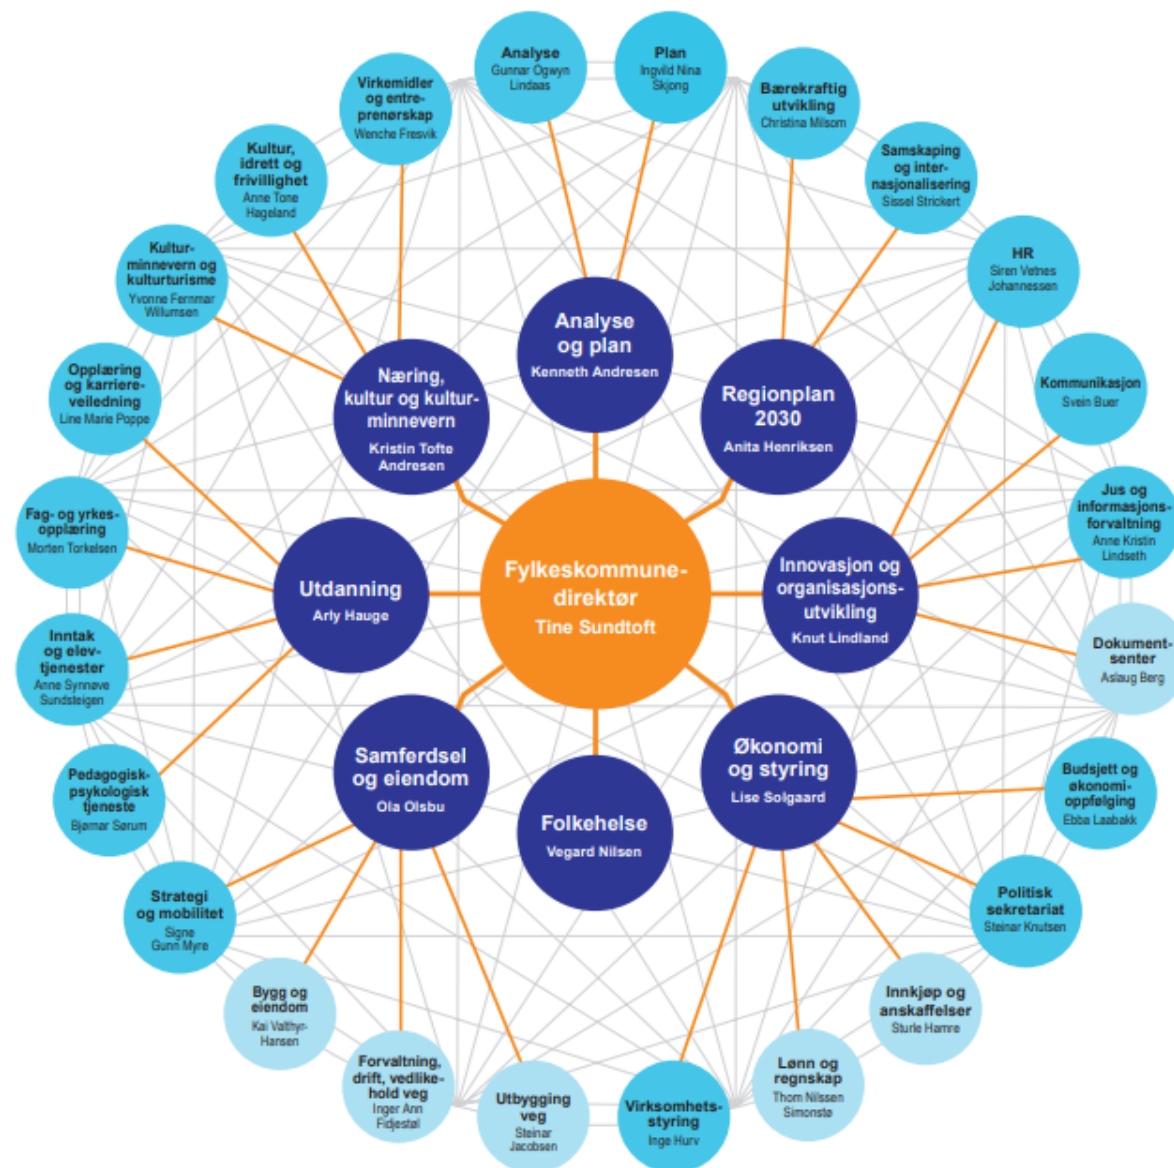 Analyse
Gunnar Ogwyn
Lindaas
Plan
Ingvild Nina
Skjong
Bærekraftig
utvikling
Christina Milsom
Samskaping
og inter-
nasjonalisering
Sissel Strickert
HR
Siren Vetnes
Johannessen
Kommunikasjon
Svein Buer
Jus og
informasjons-
forvaltning
Anne Kristin
Lindseth
Dokument-
senter
Aslaug Berg
Budsjett og
økonomi-
oppfølging
Ebba Laabakk
Politisk
sekretariat
Steinar Knutsen
Innkjøp og
anskaffelser
Sturle Hamre
Lønn og
regnskap
Thom Nilssen
Simonstø
Virksomhets-
styring
Inge Hurv
Utbygging
veg
Steinar
Jacobsen
Forvaltning,
drift, vedlike-
hold veg
Inger Ann
Fidjestøl
Bygg og
eiendom
Kai Valthyr-
Hansen
Strategi
og mobilitet
Signe
Gunn Myre
Pedagogisk-
psykologisk
tjeneste
Bjørnar Sørum
Inntak
og elev-
tjenester
Anne Synnøve
Sundsteigen
Fag- og yrkes-
opplæring
Morten Torkelsen
Opplæring
og karriere-
veiledning
Line Marie Poppe
Kultur-
minnevern og
kulturturisme
Yvonne Fernmar
Willumsen
Kultur,
idrett og
frivillighet
Anne Tone
Hageland
Virkemidler
og entre-
prenørskap
Wenche Fresvik
Analyse
og plan
Kenneth Andresen
Regionplan
2030
Anita Henriksen
Innovasjon og
organisasjons-
utvikling
Knut Lindland
Økonomi
og styring
Lise Solgaard
Folkehelse
Vegard Nilsen
Samferdsel
og eiendom
Ola Olsbu
Utdanning
Arly Hauge
Næring,
kultur og kultur-
minnevern
Kristin Tofte
Andresen
Fylkeskommune-
direktør
Tine Sundtoft